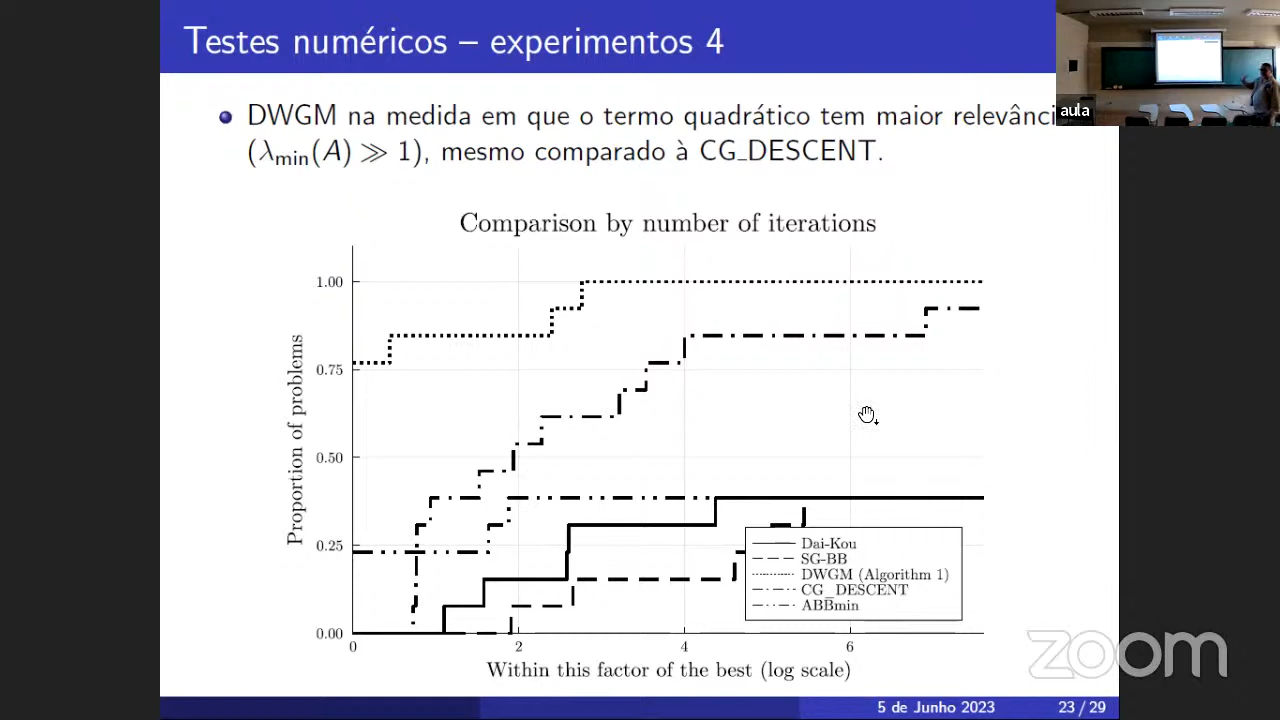 Testes numéricos – experimentos 4
DWGM na medida em que o termo quadrático tem maior relevânci
(λmin(A) ≫ 1), mesmo comparado à CG_DESCENT.
aula
Comparison by number of iterations
Proportion of problems
1.00
0.75
0.50
0.25
0.00
0 2 4 6
Within this factor of the best (log scale)
Dai-Kou
SG-BB
DWGM (Algorithm 1)
CG_DESCENT
ABBmin
zoom
5 de Junho 2023 23 / 29